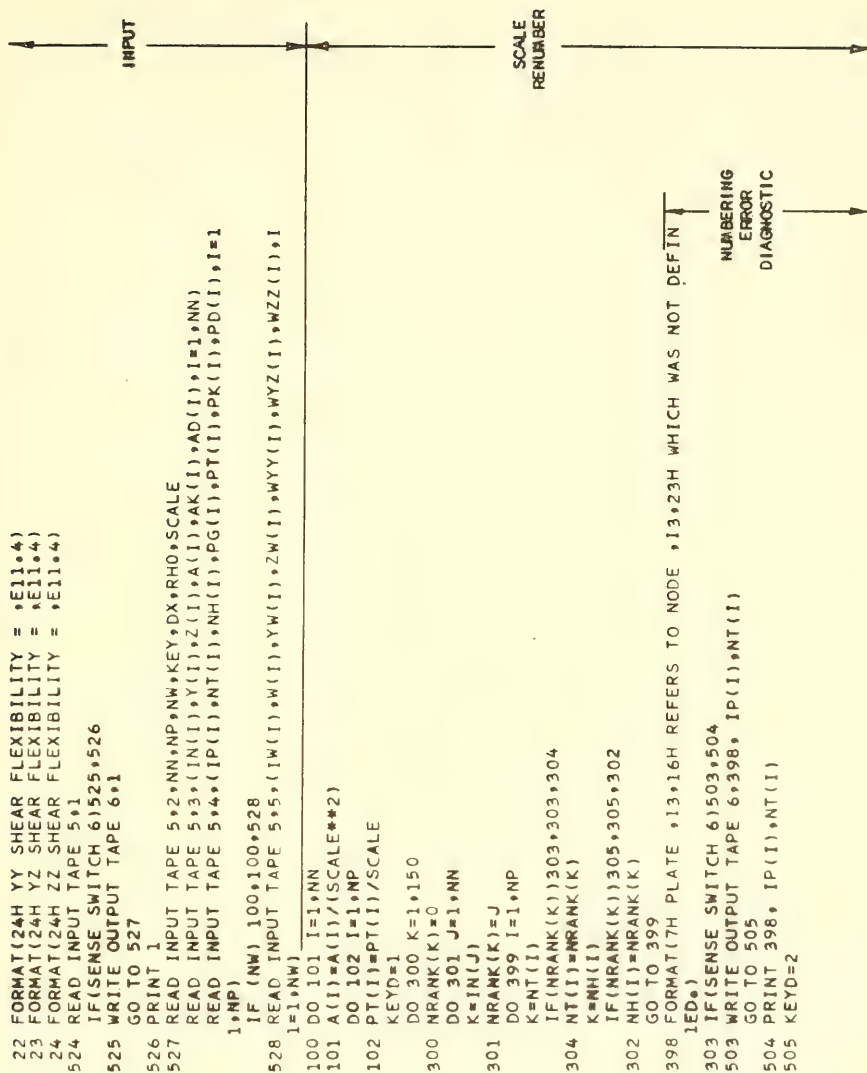 22 FORMAT(24H YY SHEAR FLEXIBILITY = ,E11.4)
23 FORMAT(24H YZ SHEAR FLEXIBILITY = ,E11.4)
24 FORMAT(24H ZZ SHEAR FLEXIBILITY = ,E11.4)
524 READ INPUT TAPE 5,1
IF(SENSE SWITCH 6)525,526
525 WRITE OUTPUT TAPE 6,1
GO TO 527
526 PRINT 1
527 READ INPUT TAPE 5,2,NN,NP,NW,KEY,DX,RHO,SCALE
READ INPUT TAPE 5,3,(IN(I),Y(I),Z(I),A(I),AK(I),AD(I),I=1,NN)
READ INPUT TAPE 5,4,(IP(I),NT(I),NH(I),PG(I),PT(I),PK(I),PD(I),I=1
1,NP)
IF (NW) 100,100,528
528 READ INPUT TAPE 5,5,(IW(I),W(I),YW(I),ZW(I),WYY(I),WYZ(I),WZZ(I),I
1=1,NW)
INPUT
100 DO 101 I=1,NN
101 A(I)=A(I)/(SCALE**2)
DO 102 I=1,NP
102 PT(I)=PT(I)/SCALE
KEYD=1
DO 300 K=1,150
300 NRANK(K)=0
DO 301 J=1,NN
K=IN(J)
301 NRANK(K)=J
DO 399 I=1,NP
K=NT(I)
IF(NRANK(K))303,303,304
304 NT(I)=NRANK(K)
K=NH(I)
IF(NRANK(K))305,305,302
302 NH(I)=NRANK(K)
GO TO 399
398 FORMAT(7H PLATE ,I3,16H REFERS TO NODE ,I3,23H WHICH WAS NOT DEFIN
1ED.)
303 IF(SENSE SWITCH 6)503,504
503 WRITE OUTPUT TAPE 6,398, IP(I),NT(I)
GO TO 505
504 PRINT 398, IP(I),NT(I)
505 KEYD=2
SCALE
RENUMBER
NUMBERING
ERROR
DIAGNOSTIC